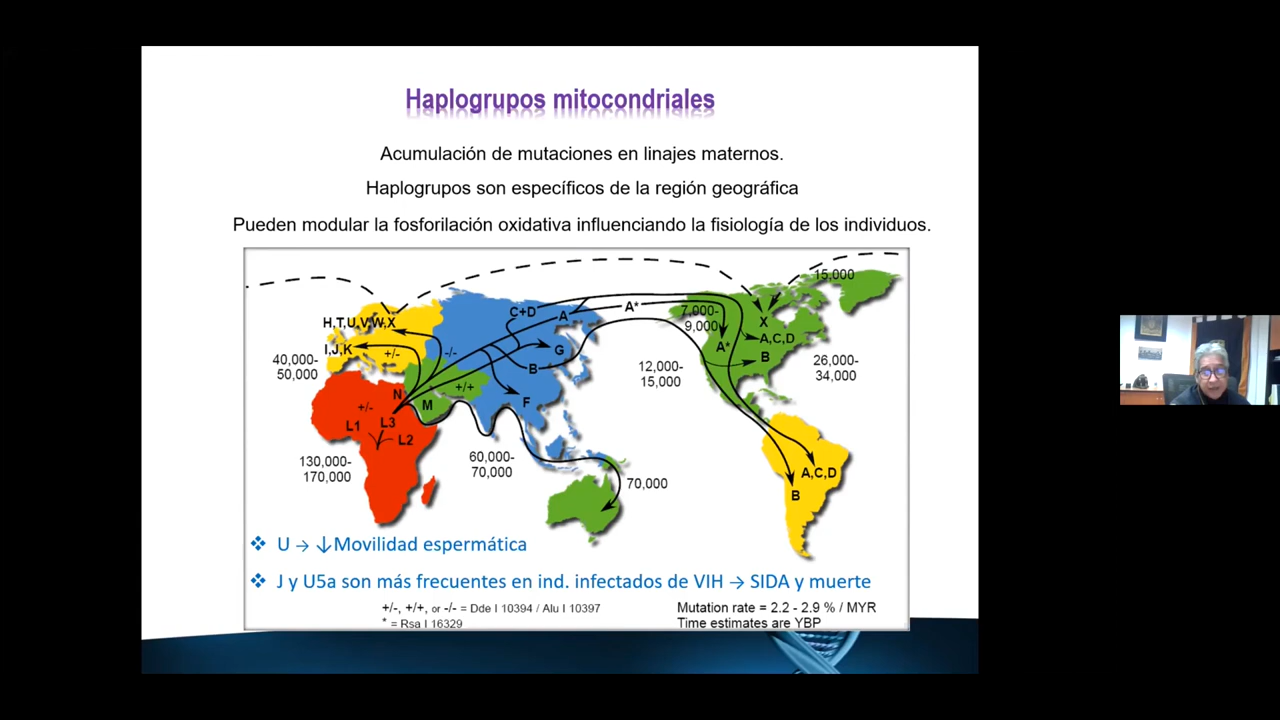 Haplogrupos mitocondriales
Acumulación de mutaciones en linajes maternos.
Haplogrupos son específicos de la región geográfica
Pueden modular la fosforilación oxidativa influenciando la fisiología de los individuos.
15,000
H,T,U,V,W,X
C+D
A
A*
7,000-
9,000
X
I,J,K
+/-
-/-
G
A*
A,C,D
B
40,000-
50,000
B
12,000-
15,000
26,000-
34,000
N
M
+/+
F
+/-
L1
L3
L2
130,000-
170,000
60,000-
70,000
70,000
A,C,D
B
❖ U → ↓Movilidad espermática
❖ J y U5a son más frecuentes en ind. infectados de VIH → SIDA y muerte
+/-, +/+, or -/- = Dde I 10394 / Alu I 10397
* = Rsa I 16329
Mutation rate = 2.2 - 2.9 % / MYR
Time estimates are YBP